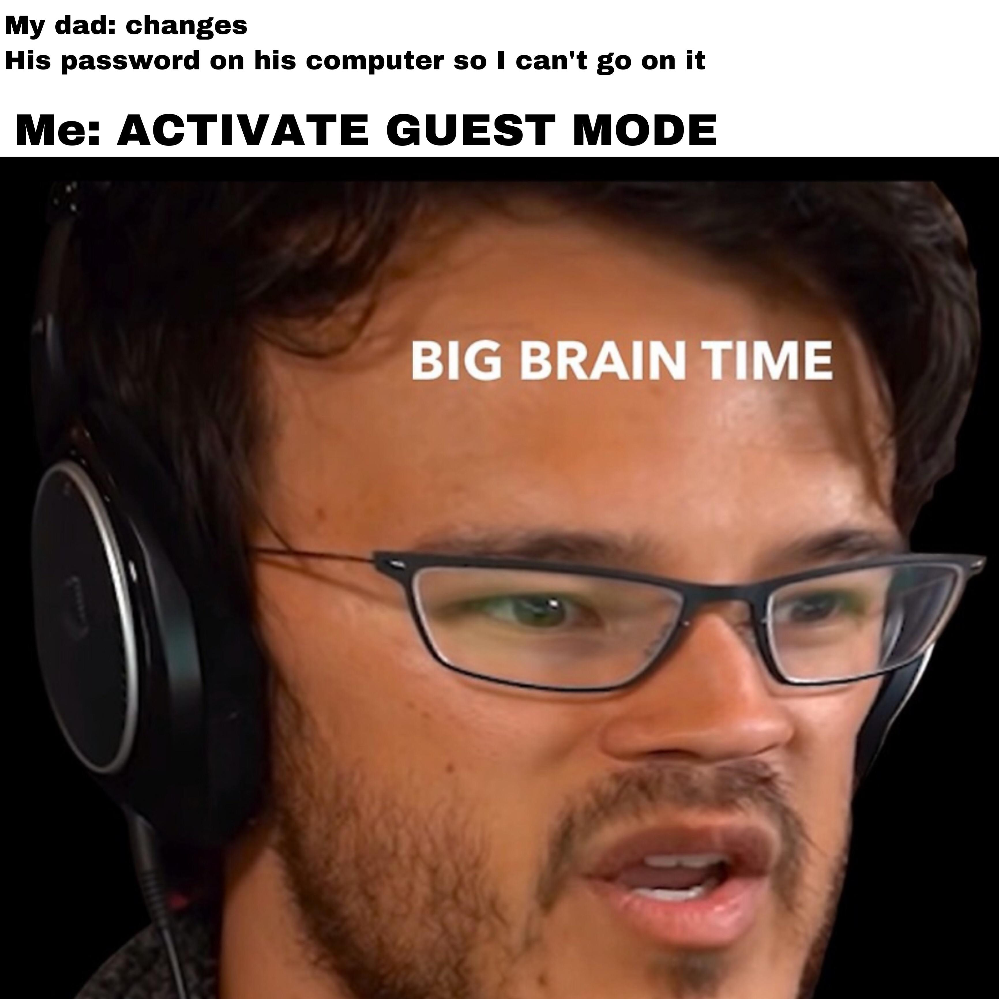 My dad: changes
His password on his computer so I can't go on it
Me: ACTIVATE GUEST MODE
BIG BRAIN TIME